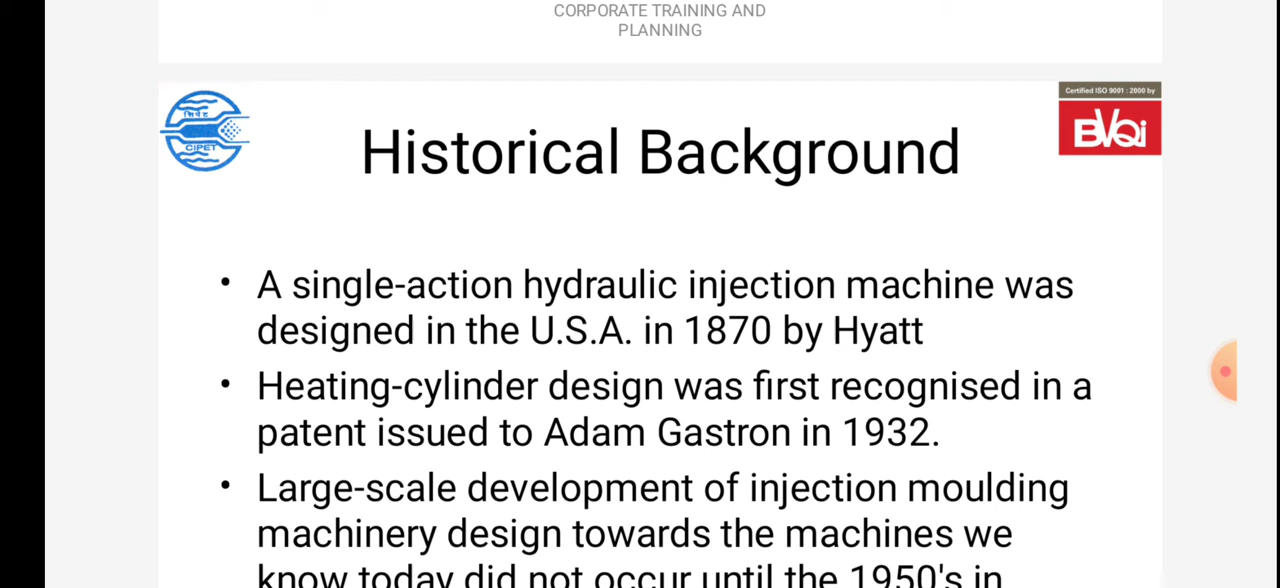 CORPORATE TRAINING AND
PLANNING
सिपेट
CIPET
Certified ISO 9001 : 2000 by
BVQi
Historical Background
• A single-action hydraulic injection machine was
designed in the U.S.A. in 1870 by Hyatt
• Heating-cylinder design was first recognised in a
patent issued to Adam Gastron in 1932.
• Large-scale development of injection moulding
machinery design towards the machines we
know today did not occur until the 1950's in